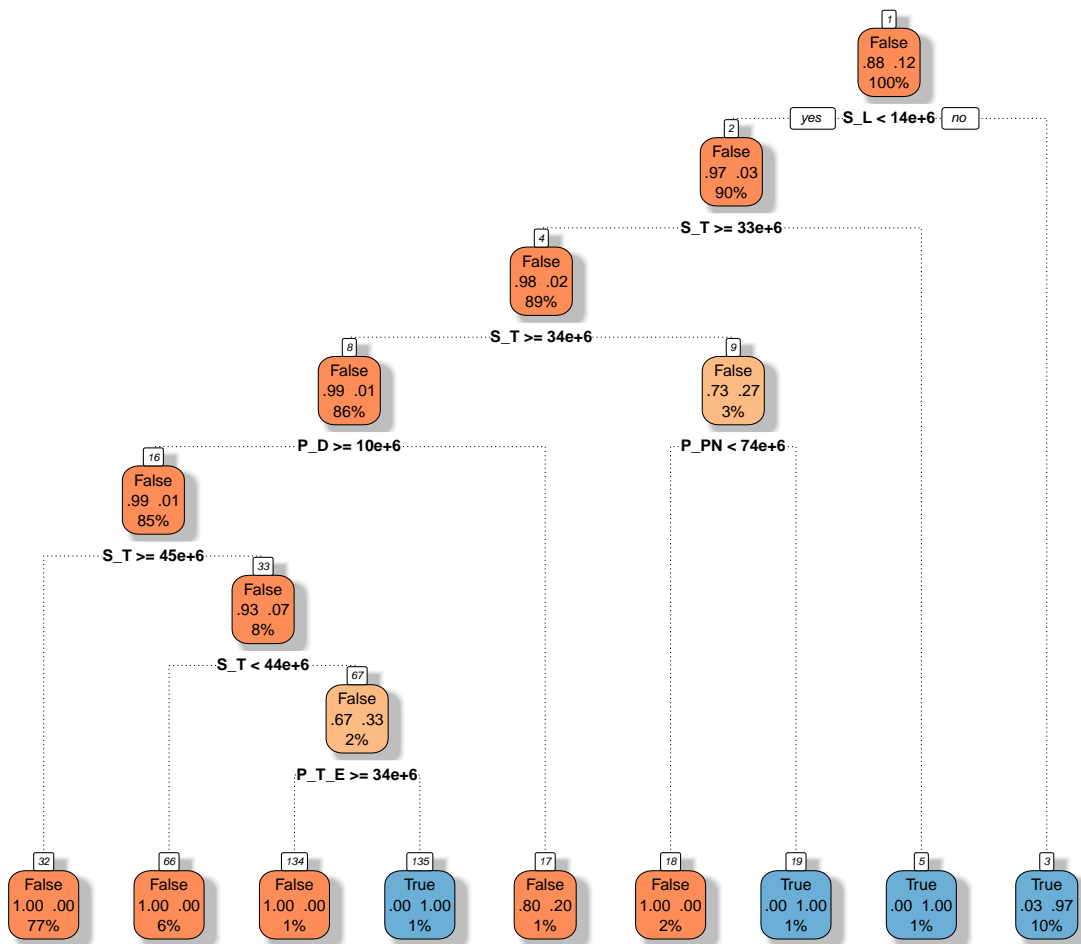 1
False
.88 .12
100%
yes S_L < 14e+6 no
2
False
.97 .03
90%
S_T >= 33e+6
4
False
.98 .02
89%
S_T >= 34e+6
8
False
.99 .01
86%
P_D >= 10e+6
9
False
.73 .27
3%
P_PN < 74e+6
16
False
.99 .01
85%
S_T >= 45e+6
33
False
.93 .07
8%
S_T < 44e+6
67
False
.67 .33
2%
P_T_E >= 34e+6
32
False
1.00 .00
77%
66
False
1.00 .00
6%
134
False
1.00 .00
1%
135
True
.00 1.00
1%
17
False
.80 .20
1%
18
False
1.00 .00
2%
19
True
.00 1.00
1%
5
True
.00 1.00
1%
3
True
.03 .97
10%